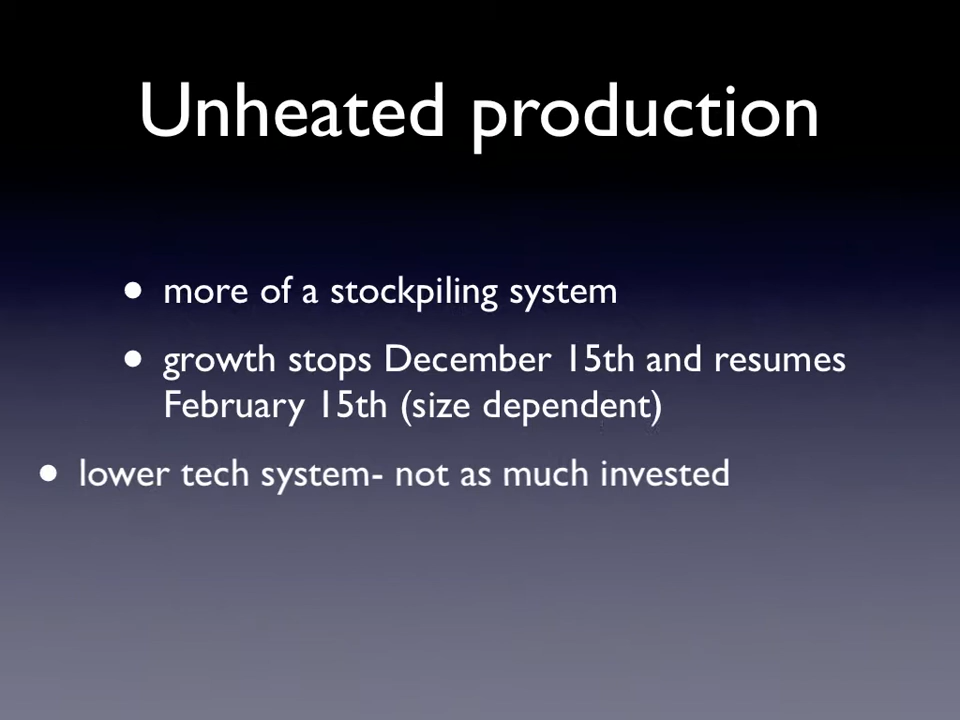 Unheated production
• more of a stockpiling system
• growth stops December 15th and resumes
February 15th (size dependent)
• lower tech system- not as much invested